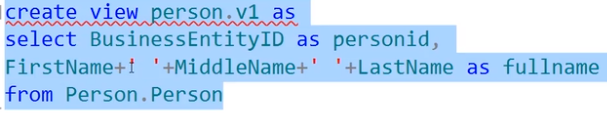 create view person.v1 as
select BusinessEntityID as personid,
FirstName+' '+MiddleName+' '+LastName as fullname
from Person.Person